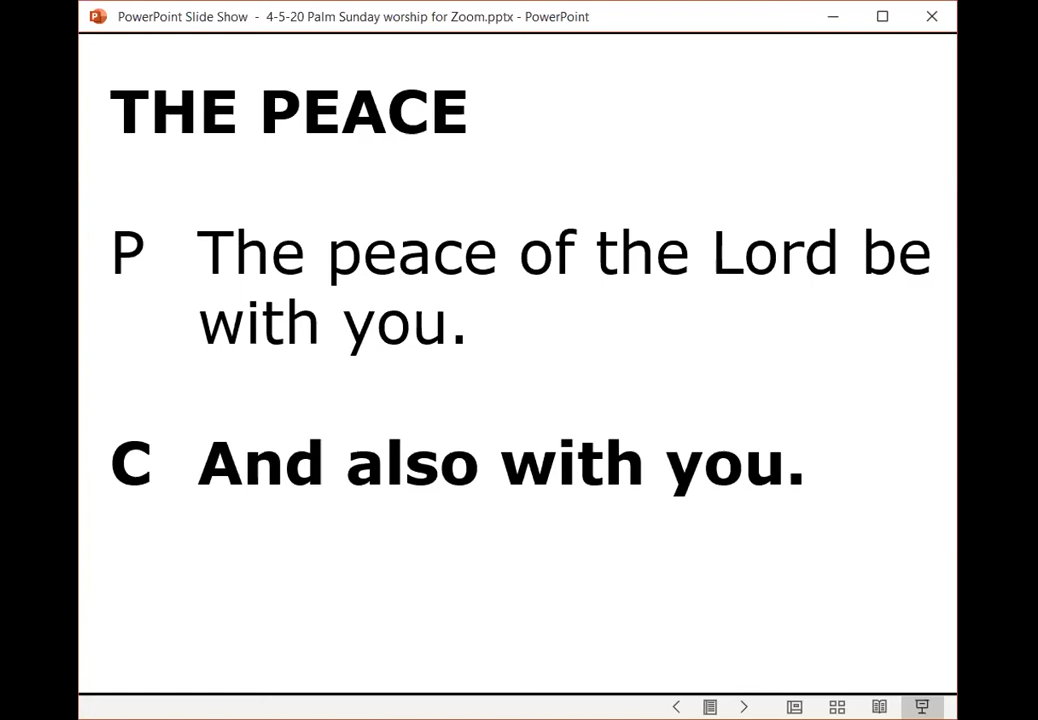 PowerPoint Slide Show - 4-5-20 Palm Sunday worship for Zoom.pptx - PowerPoint
THE PEACE
P The peace of the Lord be
with you.
C And also with you.